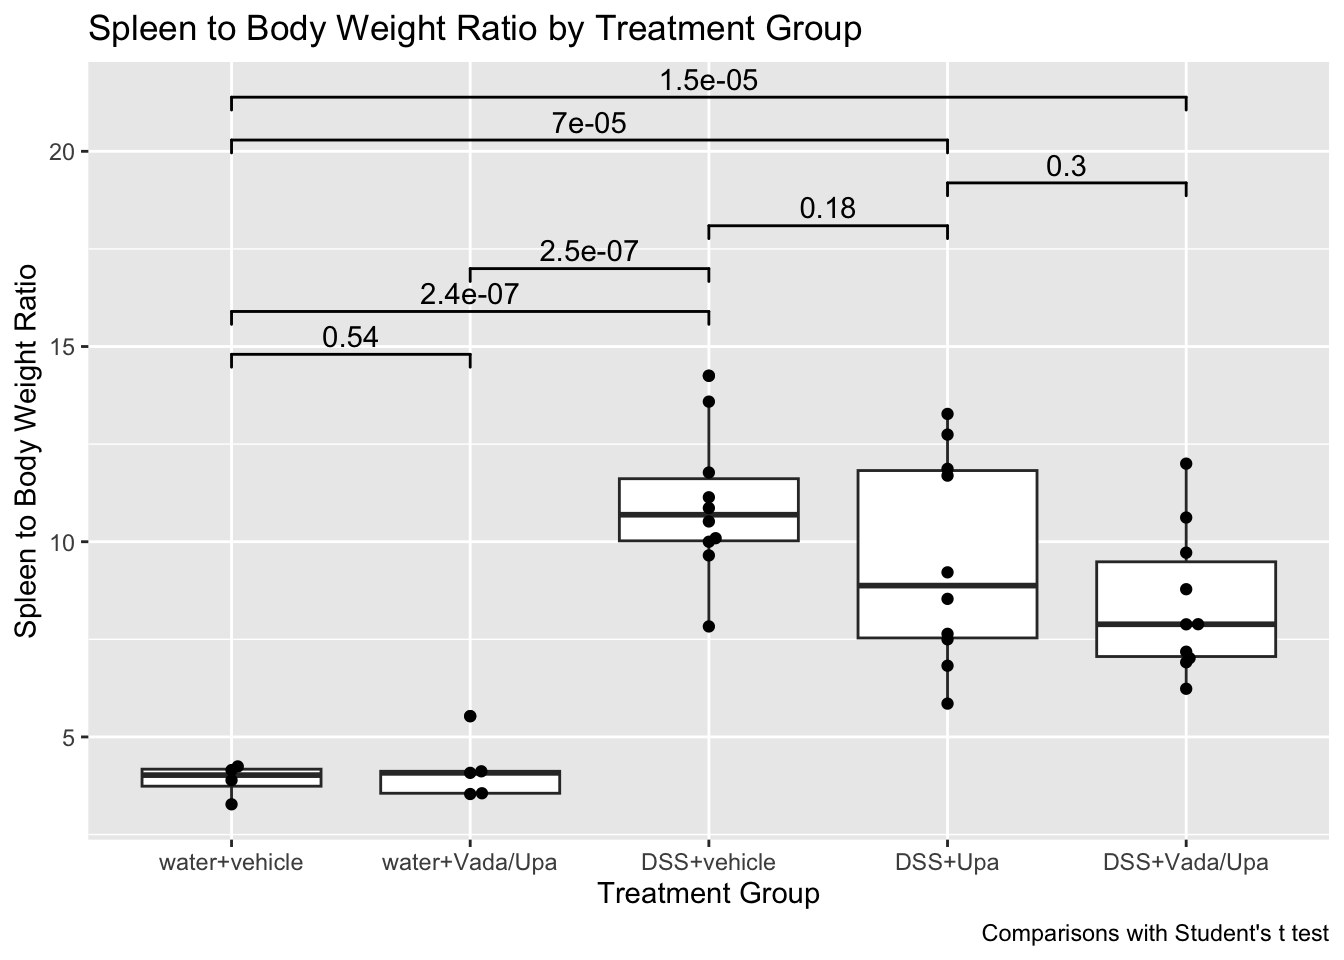 Spleen to Body Weight Ratio by Treatment Group
1.5e-05
7e-05
0.3
0.18
2.5e-07
2.4e-07
0.54
20
15
10
5
Spleen to Body Weight Ratio
water+vehicle water+Vada/Upa DSS+vehicle DSS+Upa DSS+Vada/Upa
Treatment Group
Comparisons with Student's t test